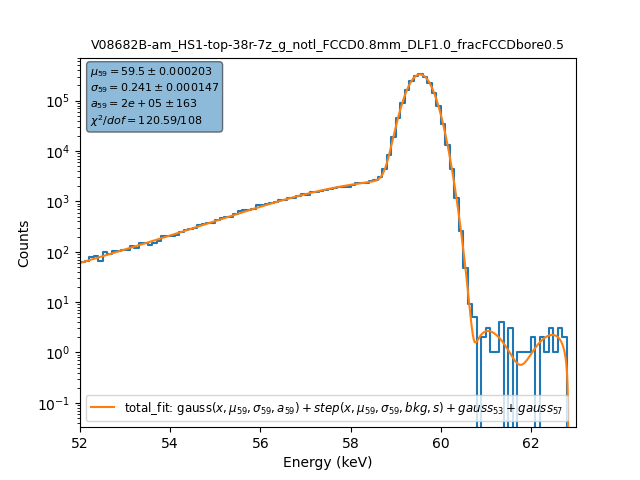 V08682B-am_HS1-top-38r-7z_g_notl_FCCD0.8mm_DLF1.0_fracFCCDbore0.5
μ₅₉ = 59.5 ± 0.000203
σ₅₉ = 0.241 ± 0.000147
a₅₉ = 2e + 05 ± 163
χ²/dof = 120.59/108
10⁵
10⁴
10³
10²
10¹
10⁰
10⁻¹
Counts
total_fit: gauss(x, μ₅₉, σ₅₉, a₅₉) + step(x, μ₅₉, σ₅₉, bkg, s) + gauss₅₃ + gauss₅₇
52 54 56 58 60 62
Energy (keV)